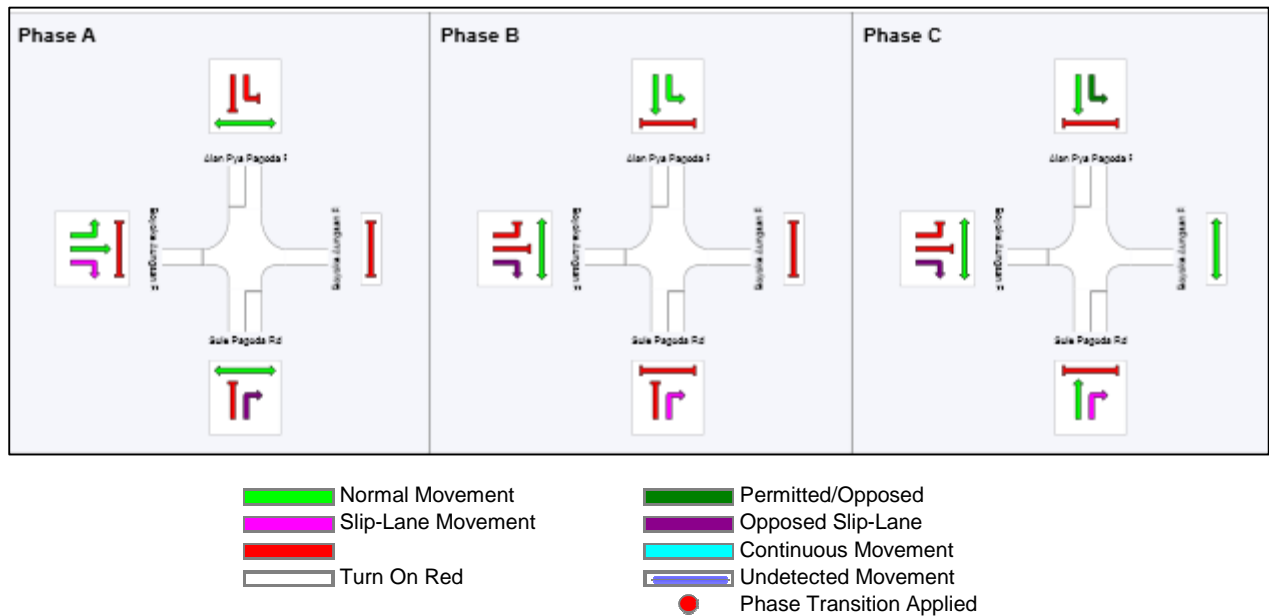 Phase A
Phase B
Phase C
Alan Pya Pagoda
Alan Pya Pagoda
Alan Pya Pagoda
Sule Pagoda Rd
Sule Pagoda Rd
Sule Pagoda Rd
Normal Movement
Permitted/Opposed
Slip-Lane Movement
Opposed Slip-Lane
Continuous Movement
Turn On Red
Undetected Movement
Phase Transition Applied